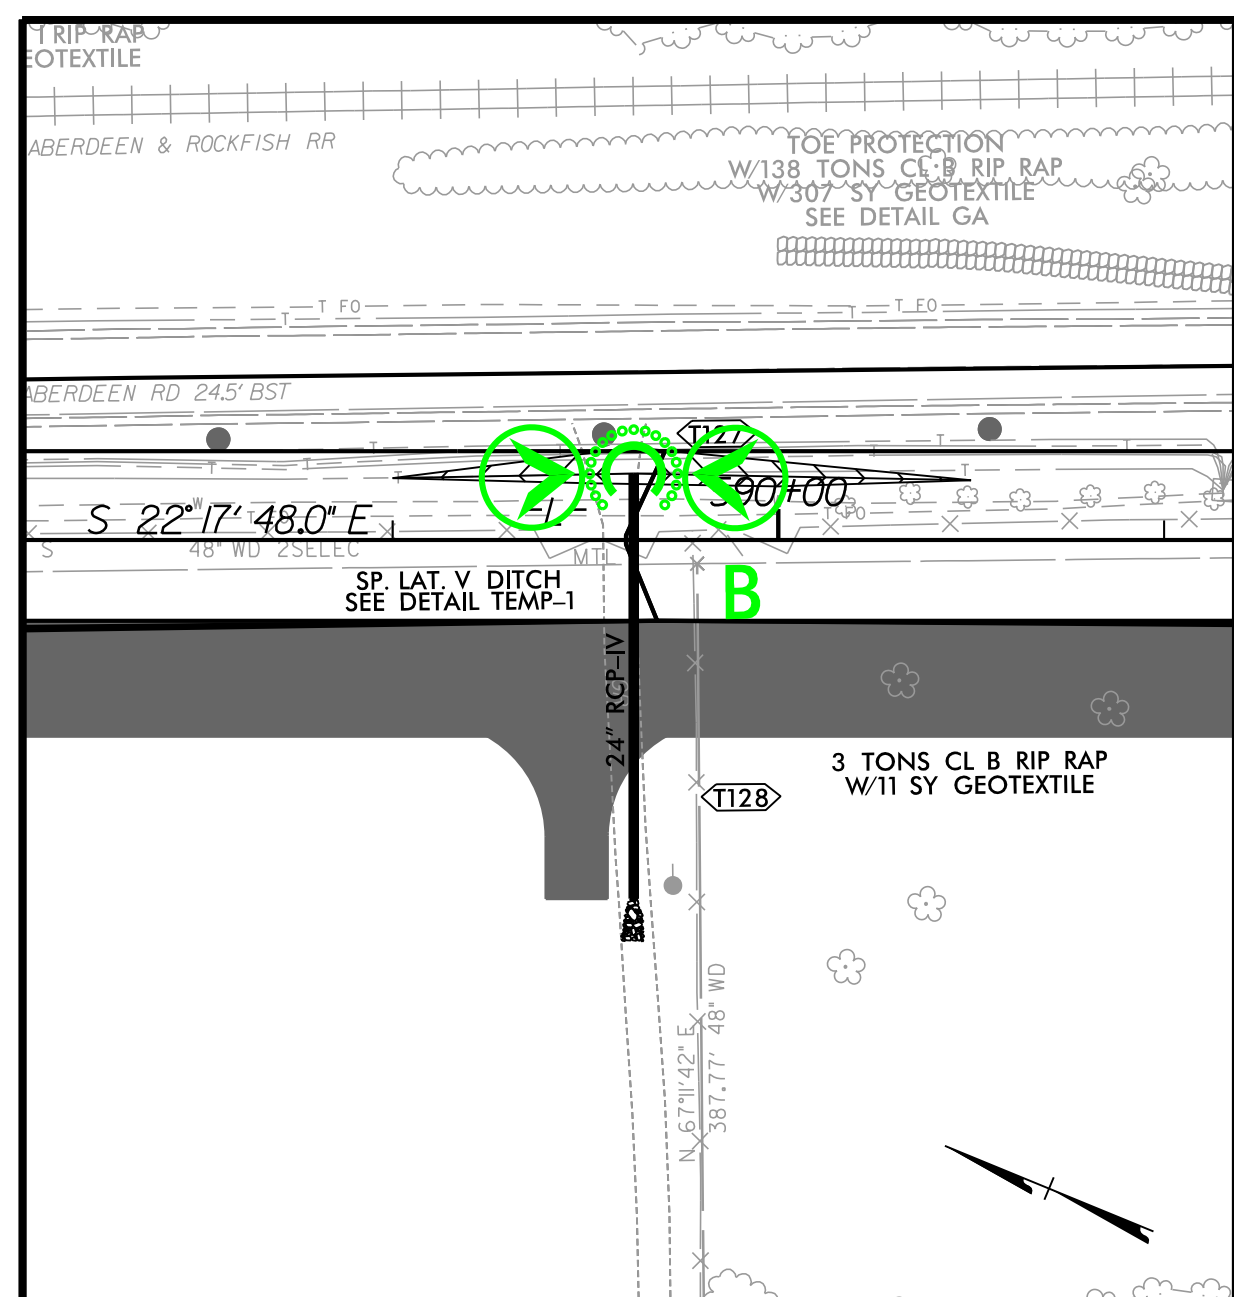 RIP RAP
EOTEXTILE
ABERDEEN & ROCKFISH RR
TOE PROTECTION
W/138 TONS CL B RIP RAP
W/307 SY GEOTEXTILE
SEE DETAIL GA
T FO
T
T FO
T
ABERDEEN RD 24.5' BST
T127
T
T
T
T
T
T
T
T
590+00
-L-
W
T
T FO
S 22°17'48.0" E
S
48" WD 2SELEC
MTL
B
SP. LAT. V DITCH
SEE DETAIL TEMP-1
24" RCP-IV
3 TONS CL B RIP RAP
W/11 SY GEOTEXTILE
T128
N 67°11'42" E
387.77' 48" WD